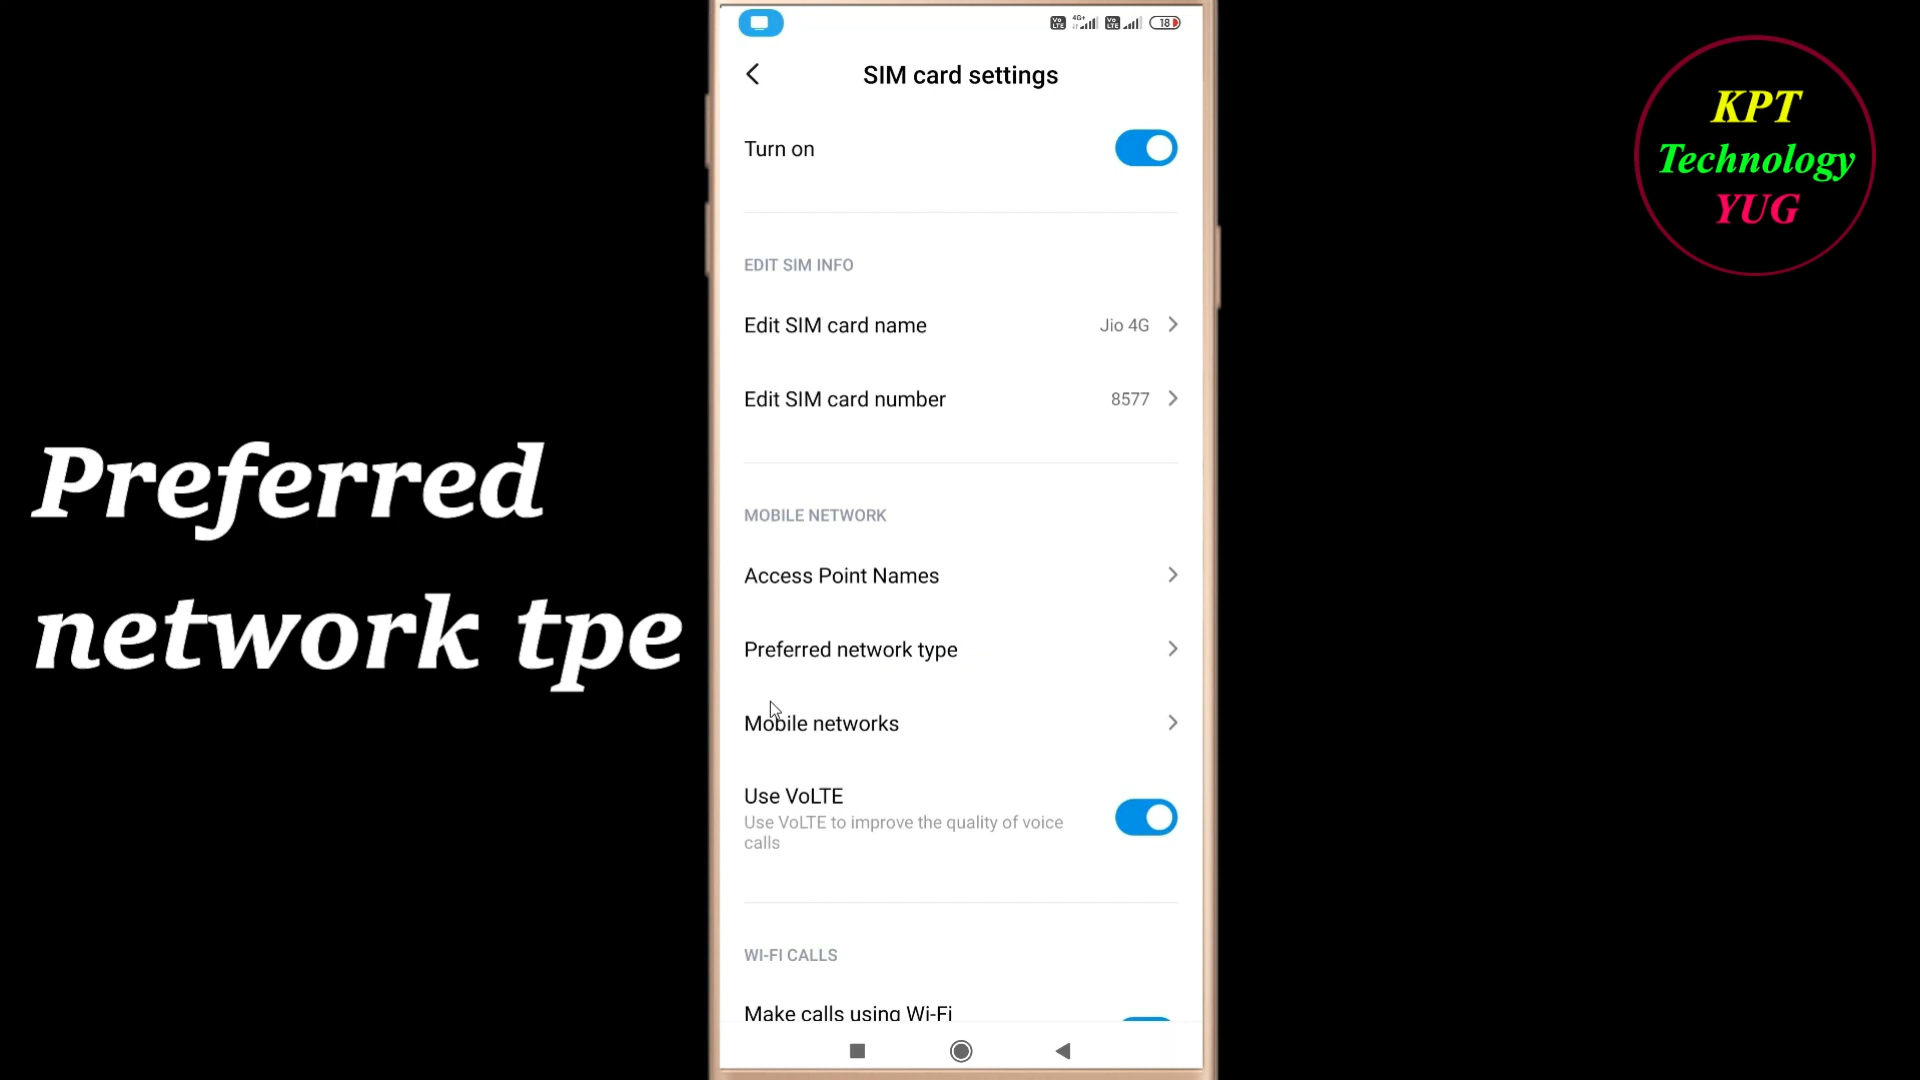 18
SIM card settings
Turn on
EDIT SIM INFO
Edit SIM card name Jio 4G
Edit SIM card number 8577
MOBILE NETWORK
Access Point Names
Preferred network type
Mobile networks
Use VoLTE
Use VoLTE to improve the quality of voice
calls
WI-FI CALLS
Make calls using Wi-Fi
Preferred
network tpe
KPT
Technology
YUG